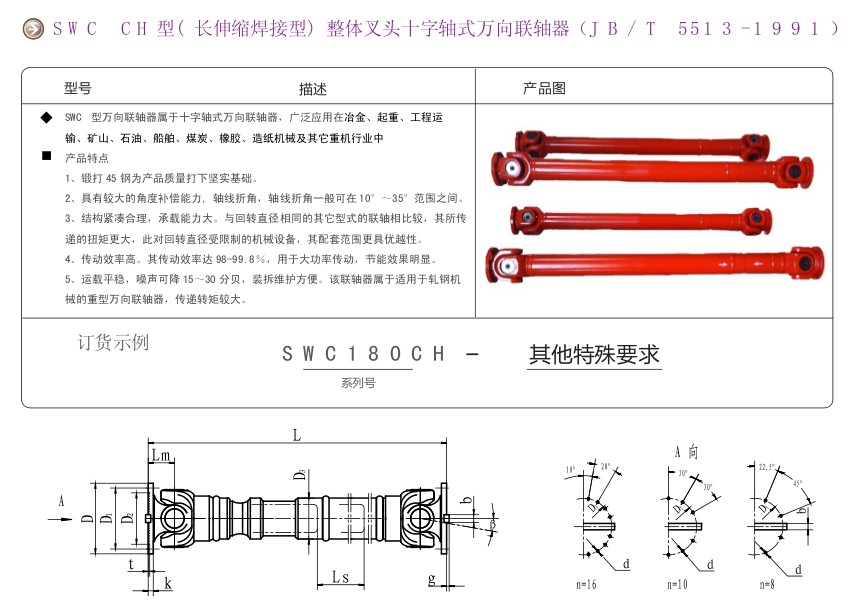 SWC CH型(长伸缩焊接型) 整体叉头十字轴式万向联轴器（JB/T 5513-1991）
型号 描述 产品图
◆ SWC 型万向联轴器属于十字轴式万向联轴器，广泛应用在冶金、起重、工程运
输、矿山、石油、船舶、煤炭、橡胶、造纸机械及其它重机行业中
■ 产品特点
1、锻打45钢为产品质量打下坚实基础。
2、具有较大的角度补偿能力，轴线折角，轴线折角一般可在10°～35°范围之间。
3、结构紧凑合理，承载能力大。与回转直径相同的其它型式的联轴相比较，其所传
递的扭矩更大，此对回转直径受限制的机械设备，其配套范围更具优越性。
4、传动效率高。其传动效率达98-99.8％，用于大功率传动，节能效果明显。
5、运载平稳，噪声可降15～30分贝，装拆维护方便。该联轴器属于适用于轧钢机
械的重型万向联轴器，传递转矩较大。
订货示例
SWC180CH － 其他特殊要求
系列号
L
Lm
D3
A
D
D1
D2
b
β
t
k
Ls
g
A 向
18°
20°
D1
d
n=16
30°
30°
D1
d
n=10
22.5°
45°
D1
b
d
n=8